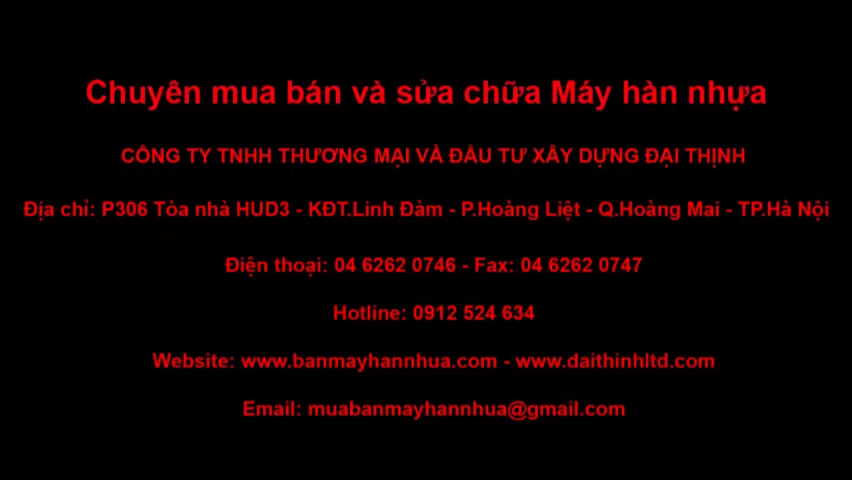 Chuyên mua bán và sửa chữa Máy hàn nhựa
CÔNG TY TNHH THƯƠNG MẠI VÀ ĐẦU TƯ XÂY DỰNG ĐẠI THỊNH
Địa chỉ: P306 Tòa nhà HUD3 - KĐT.Linh Đàm - P.Hoàng Liệt - Q.Hoàng Mai - TP.Hà Nội
Điện thoại: 04 6262 0746 - Fax: 04 6262 0747
Hotline: 0912 524 634
Website: www.banmayhannhua.com - www.daithinhltd.com
Email: muabanmayhannhua@gmail.com